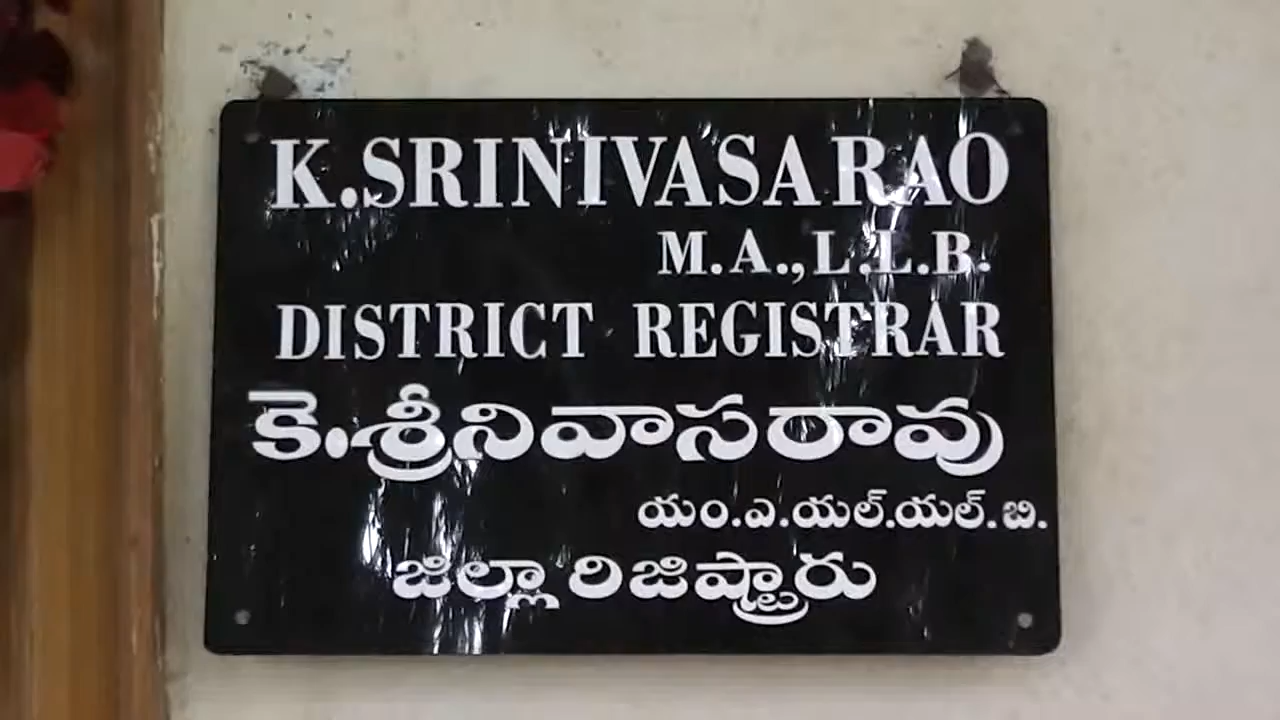 K.SRINIVASA RAO
M.A.,L.L.B.
DISTRICT REGISTRAR
కె.శ్రీనివాసరావు
యం.ఎ.యల్.యల్.బి.
జిల్లా రిజిష్ట్రారు